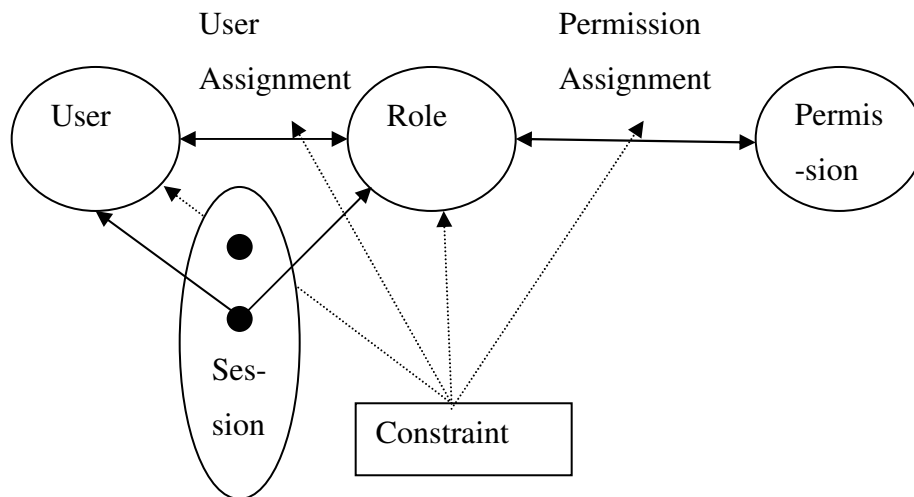 User
Assignment
Permission
Assignment
User
Role
Permis
-sion
Ses-
sion
Constraint